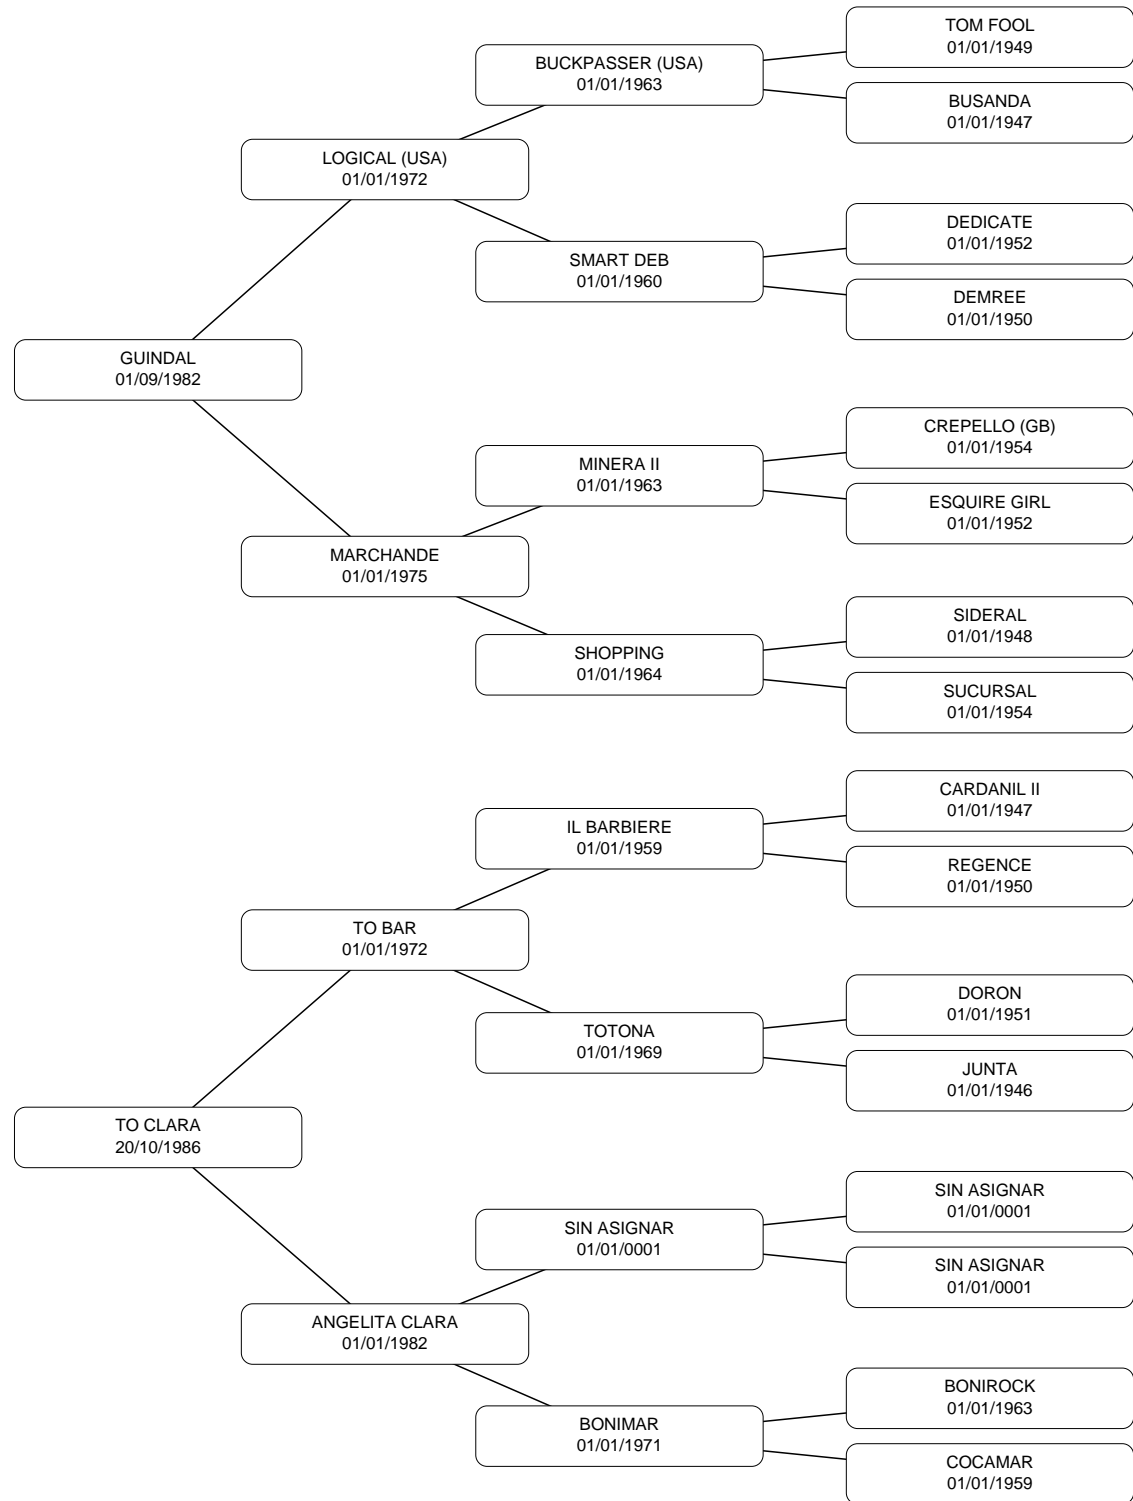 TOM FOOL
01/01/1949
BUCKPASSER (USA)
01/01/1963
BUSANDA
01/01/1947
LOGICAL (USA)
01/01/1972
DEDICATE
01/01/1952
SMART DEB
01/01/1960
DEMREE
01/01/1950
GUINDAL
01/09/1982
CREPELLO (GB)
01/01/1954
MINERA II
01/01/1963
ESQUIRE GIRL
01/01/1952
MARCHANDE
01/01/1975
SIDERAL
01/01/1948
SHOPPING
01/01/1964
SUCURSAL
01/01/1954
CARDANIL II
01/01/1947
IL BARBIERE
01/01/1959
REGENCE
01/01/1950
TO BAR
01/01/1972
DORON
01/01/1951
TOTONA
01/01/1969
JUNTA
01/01/1946
TO CLARA
20/10/1986
SIN ASIGNAR
01/01/0001
SIN ASIGNAR
01/01/0001
SIN ASIGNAR
01/01/0001
ANGELITA CLARA
01/01/1982
BONIROCK
01/01/1963
BONIMAR
01/01/1971
COCAMAR
01/01/1959